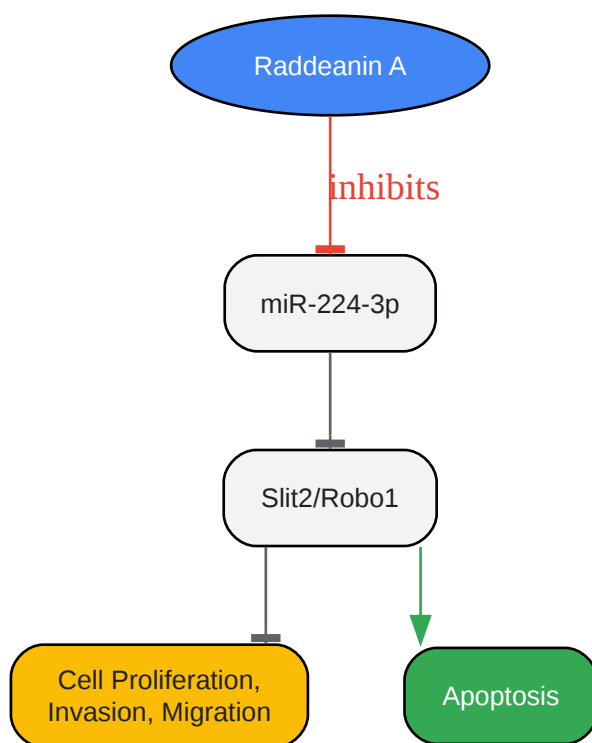 Raddeanin A
inhibits
miR-224-3p
Slit2/Robo1
Cell Proliferation,
Invasion, Migration
Apoptosis